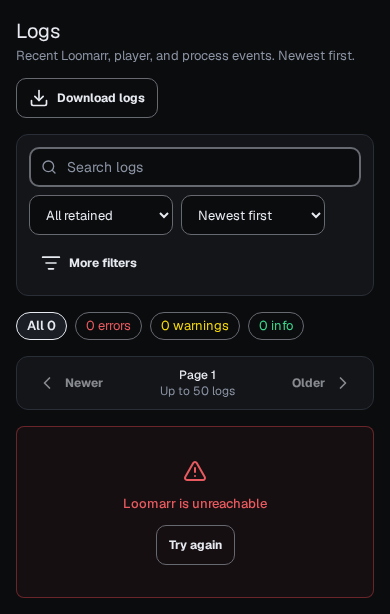 Logs
Recent Loomarr, player, and process events. Newest first.
Download logs
Search logs
All retained
Newest first
More filters
All 0
0 errors
0 warnings
0 info
Newer
Page 1
Up to 50 logs
Older
Loomarr is unreachable
Try again